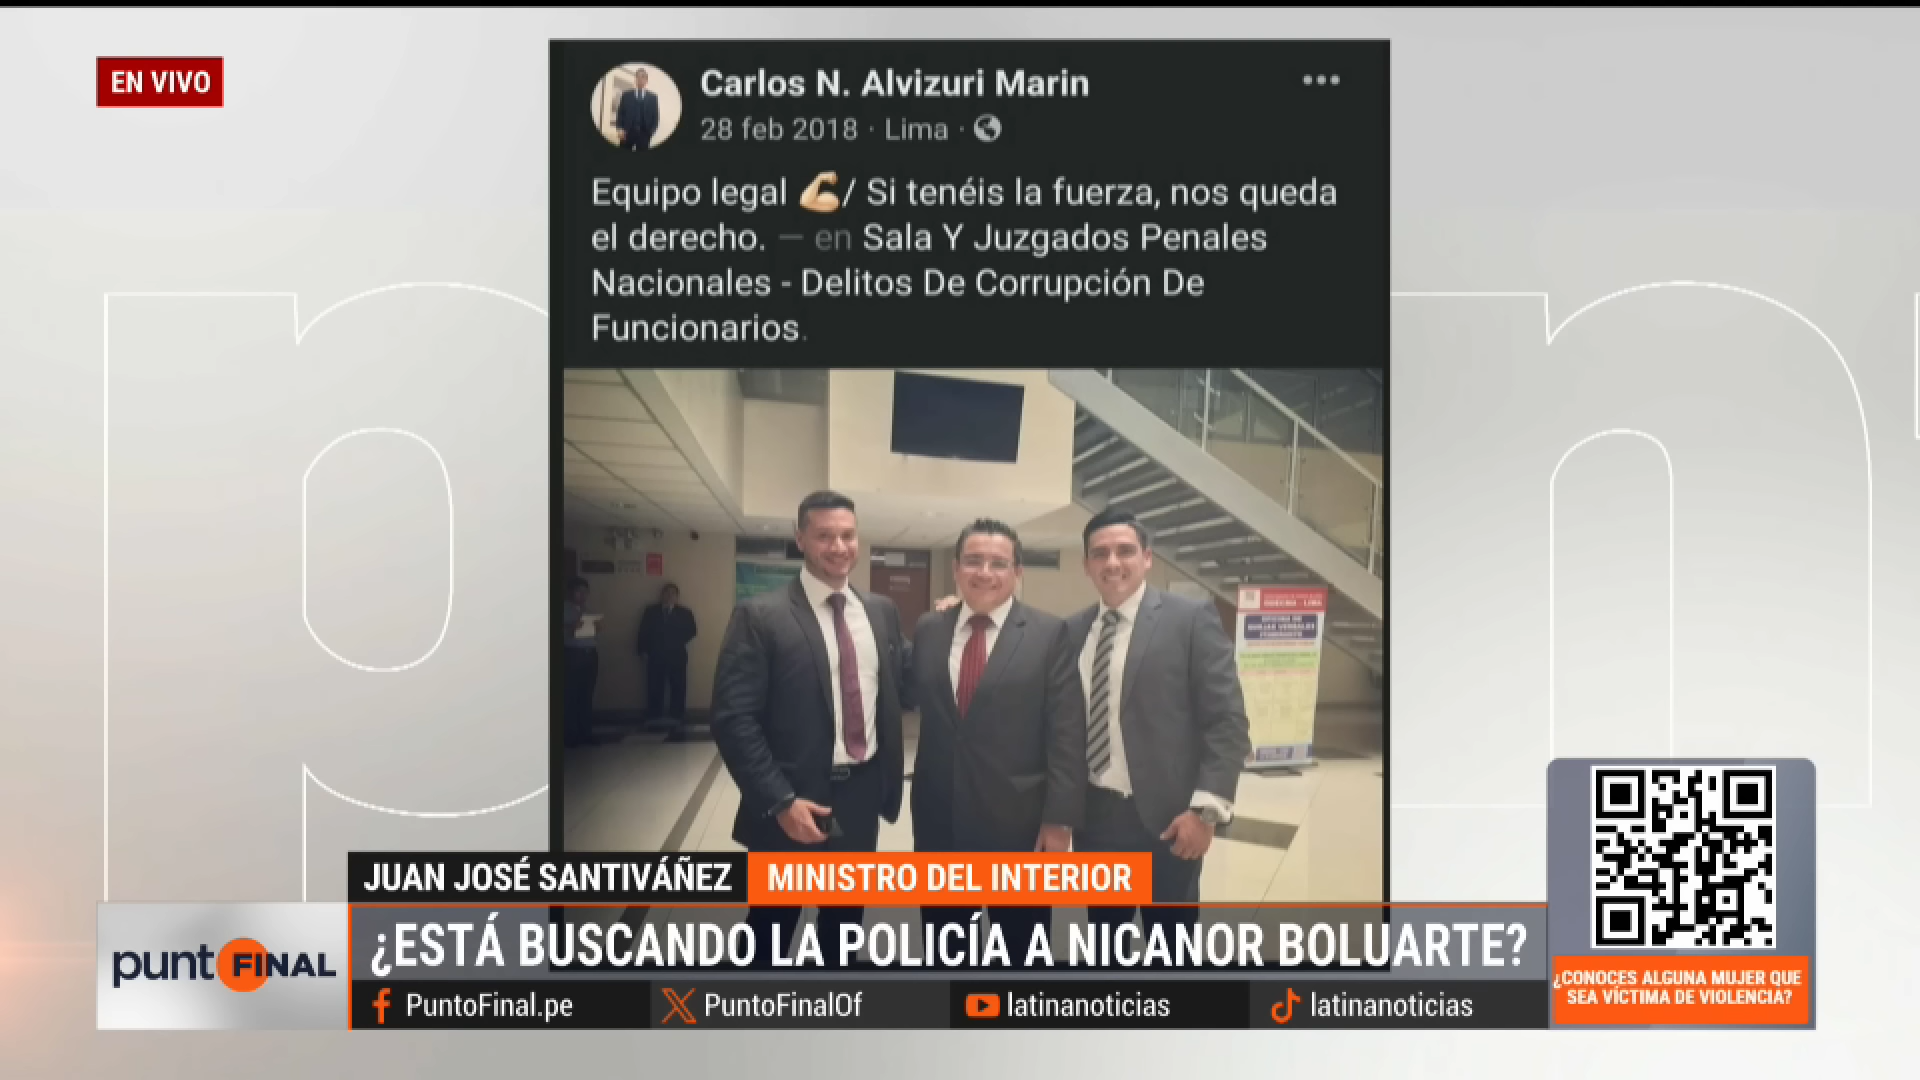 EN VIVO
Carlos N. Alvizuri Marin
28 feb 2018 · Lima ·
Equipo legal 💪/ Si tenéis la fuerza, nos queda
el derecho. — en Sala Y Juzgados Penales
Nacionales - Delitos De Corrupción De
Funcionarios.
JUAN JOSÉ SANTIVÁÑEZ
MINISTRO DEL INTERIOR
¿ESTÁ BUSCANDO LA POLICÍA A NICANOR BOLUARTE?
punto FINAL
PuntoFinal.pe
PuntoFinalOf
latinanoticias
latinanoticias
¿CONOCES ALGUNA MUJER QUE
SEA VÍCTIMA DE VIOLENCIA?